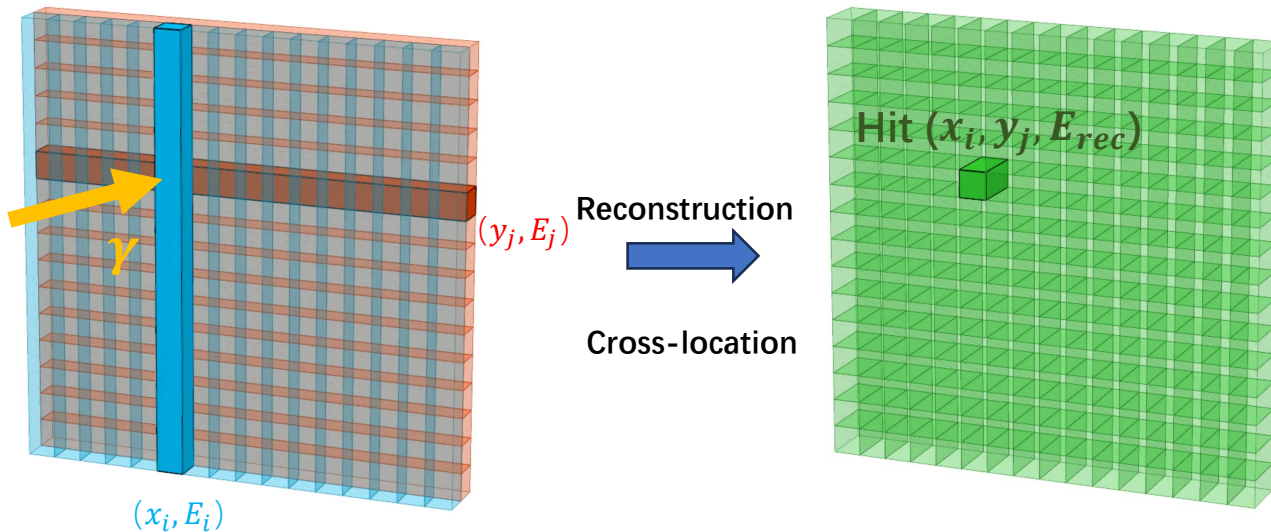 Hit (x_i, y_j, E_rec)
Reconstruction
(y_j, E_j)
γ
Cross-location
(x_i, E_i)